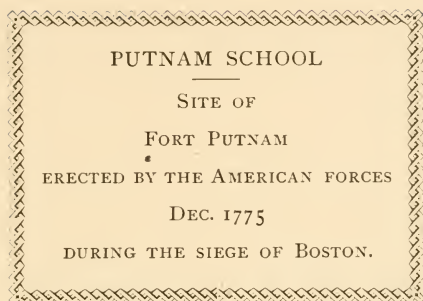 PUTNAM SCHOOL
SITE OF
FORT PUTNAM
ERECTED BY THE AMERICAN FORCES
DEC. 1775
DURING THE SIEGE OF BOSTON.